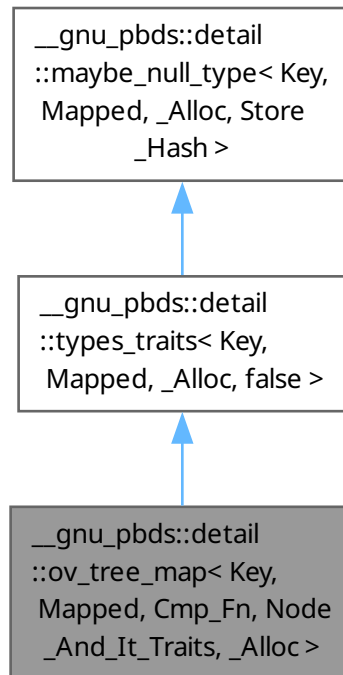 __gnu_pbds::detail
::maybe_null_type< Key,
Mapped, _Alloc, Store
_Hash >
__gnu_pbds::detail
::types_traits< Key,
Mapped, _Alloc, false >
__gnu_pbds::detail
::ov_tree_map< Key,
Mapped, Cmp_Fn, Node
_And_It_Traits, _Alloc >